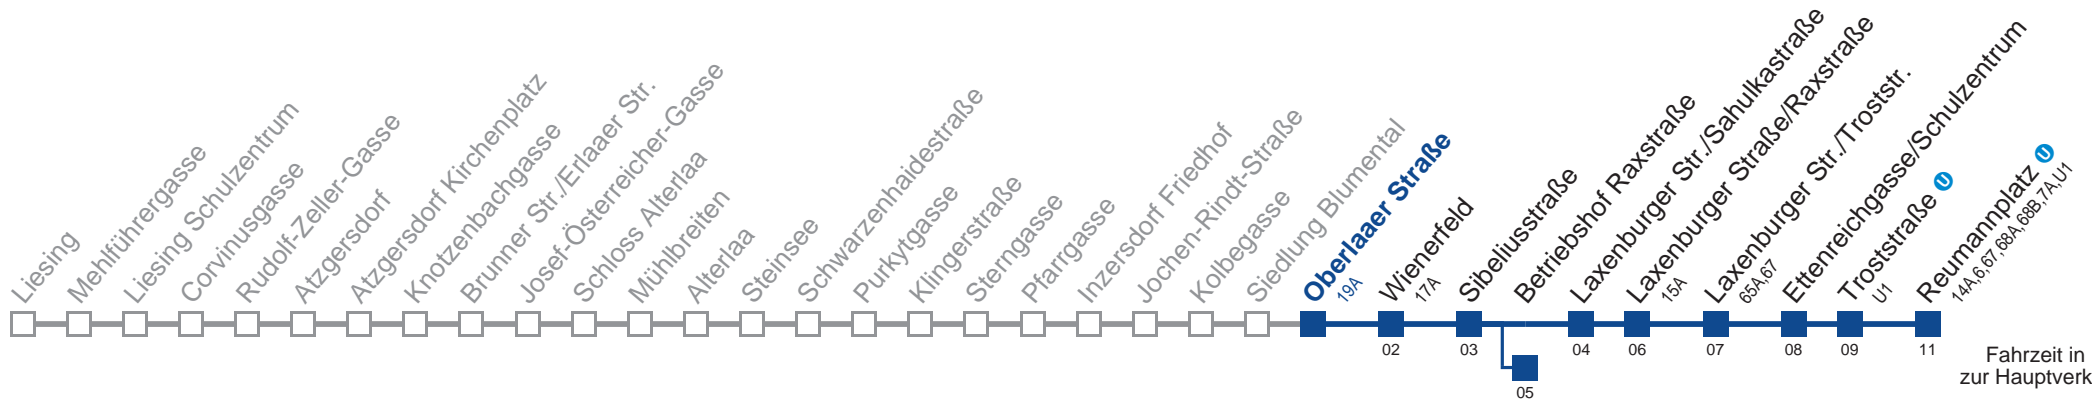 Liesing
Mehlführergasse
Liesing Schulzentrum
Corvinusgasse
Rudolf-Zeller-Gasse
Atzgersdorf
Atzgersdorf Kirchenplatz
Knotzenbachgasse
Brunner Str./Erlaaer Str.
Josef-Österreicher-Gasse
Schloss Alterlaa
Mühlbreiten
Alterlaa
Steinsee
Schwarzenhaidestraße
Purkytgasse
Klingerstraße
Sterngasse
Pfarrgasse
Inzersdorf Friedhof
Jochen-Rindt-Straße
Kolbegasse
Siedlung Blumental
Oberlaaer Straße
19A
Wienerfeld
17A
Sibeliusstraße
Betriebshof Raxstraße
Laxenburger Str./Sahulkastraße
Laxenburger Straße/Raxstraße
15A
Laxenburger Str./Troststr.
65A,67
Ettenreichgasse/Schulzentrum
Troststraße U
U1
Reumannplatz U
14A,6,67,68A,68B,7A,U1
02
03
04
06
07
08
09
11
05
Fahrzeit in
zur Hauptverk